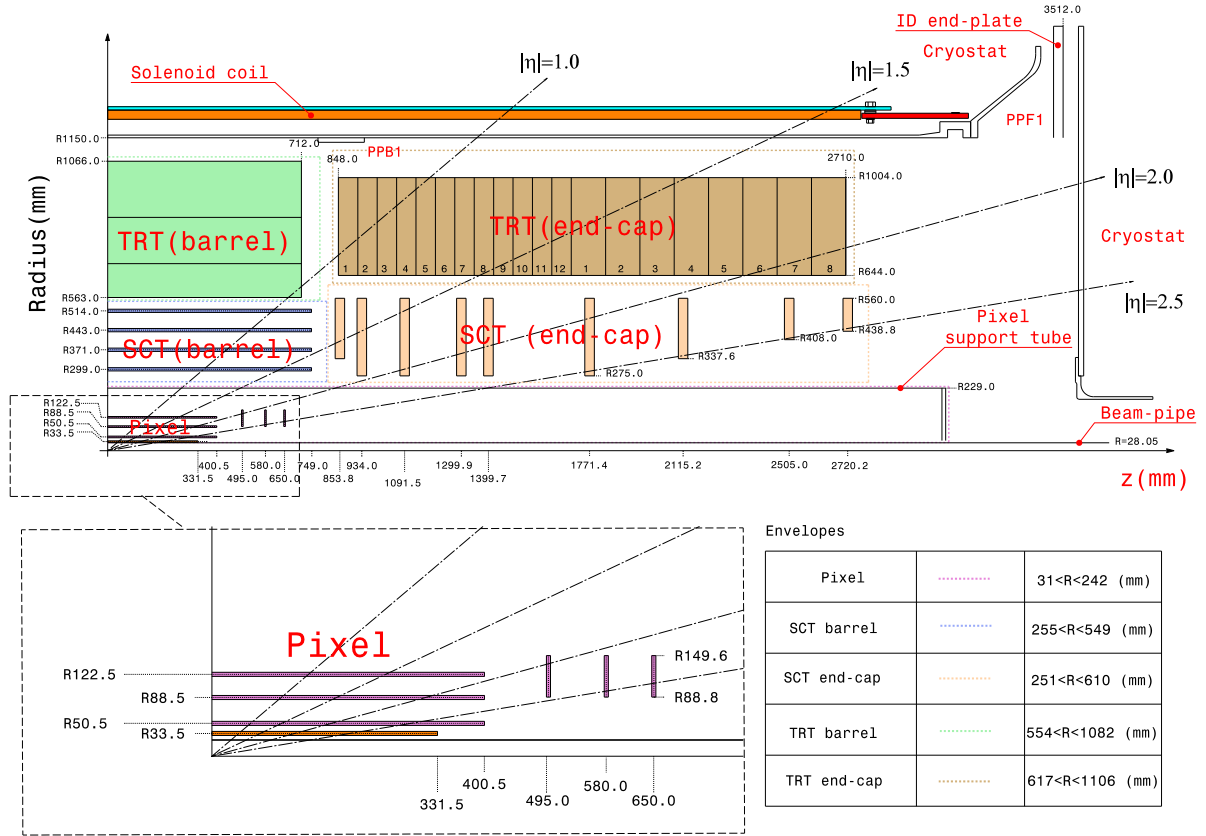 3512.0
ID end-plate
Cryostat
|η|=1.0
|η|=1.5
Solenoid coil
PPF1
R1150.0
712.0
PPB1
848.0
2710.0
R1066.0
R1004.0
|η|=2.0
Radius(mm)
TRT(barrel)
TRT(end-cap)
Cryostat
1 2 3 4 5 6 7 8 9 10 11 12 1 2 3 4 5 6 7 8
R644.0
R563.0
R560.0
|η|=2.5
R514.0
R443.0
SCT(barrel)
SCT (end-cap)
R438.8
R408.0
Pixel
support tube
R371.0
R337.6
R299.0
R275.0
R229.0
R122.5
R88.5
R50.5
R33.5
Pixel
Beam-pipe
R=28.05
400.5 580.0 749.0 934.0 1299.9 1771.4 2115.2 2505.0 2720.2
331.5 495.0 650.0 853.8 1091.5 1399.7
z(mm)
Pixel
R122.5
R88.5
R50.5
R33.5
R149.6
R88.8
400.5
331.5
495.0
580.0
650.0
Envelopes
Pixel 31<R<242 (mm)
SCT barrel 255<R<549 (mm)
SCT end-cap 251<R<610 (mm)
TRT barrel 554<R<1082 (mm)
TRT end-cap 617<R<1106 (mm)